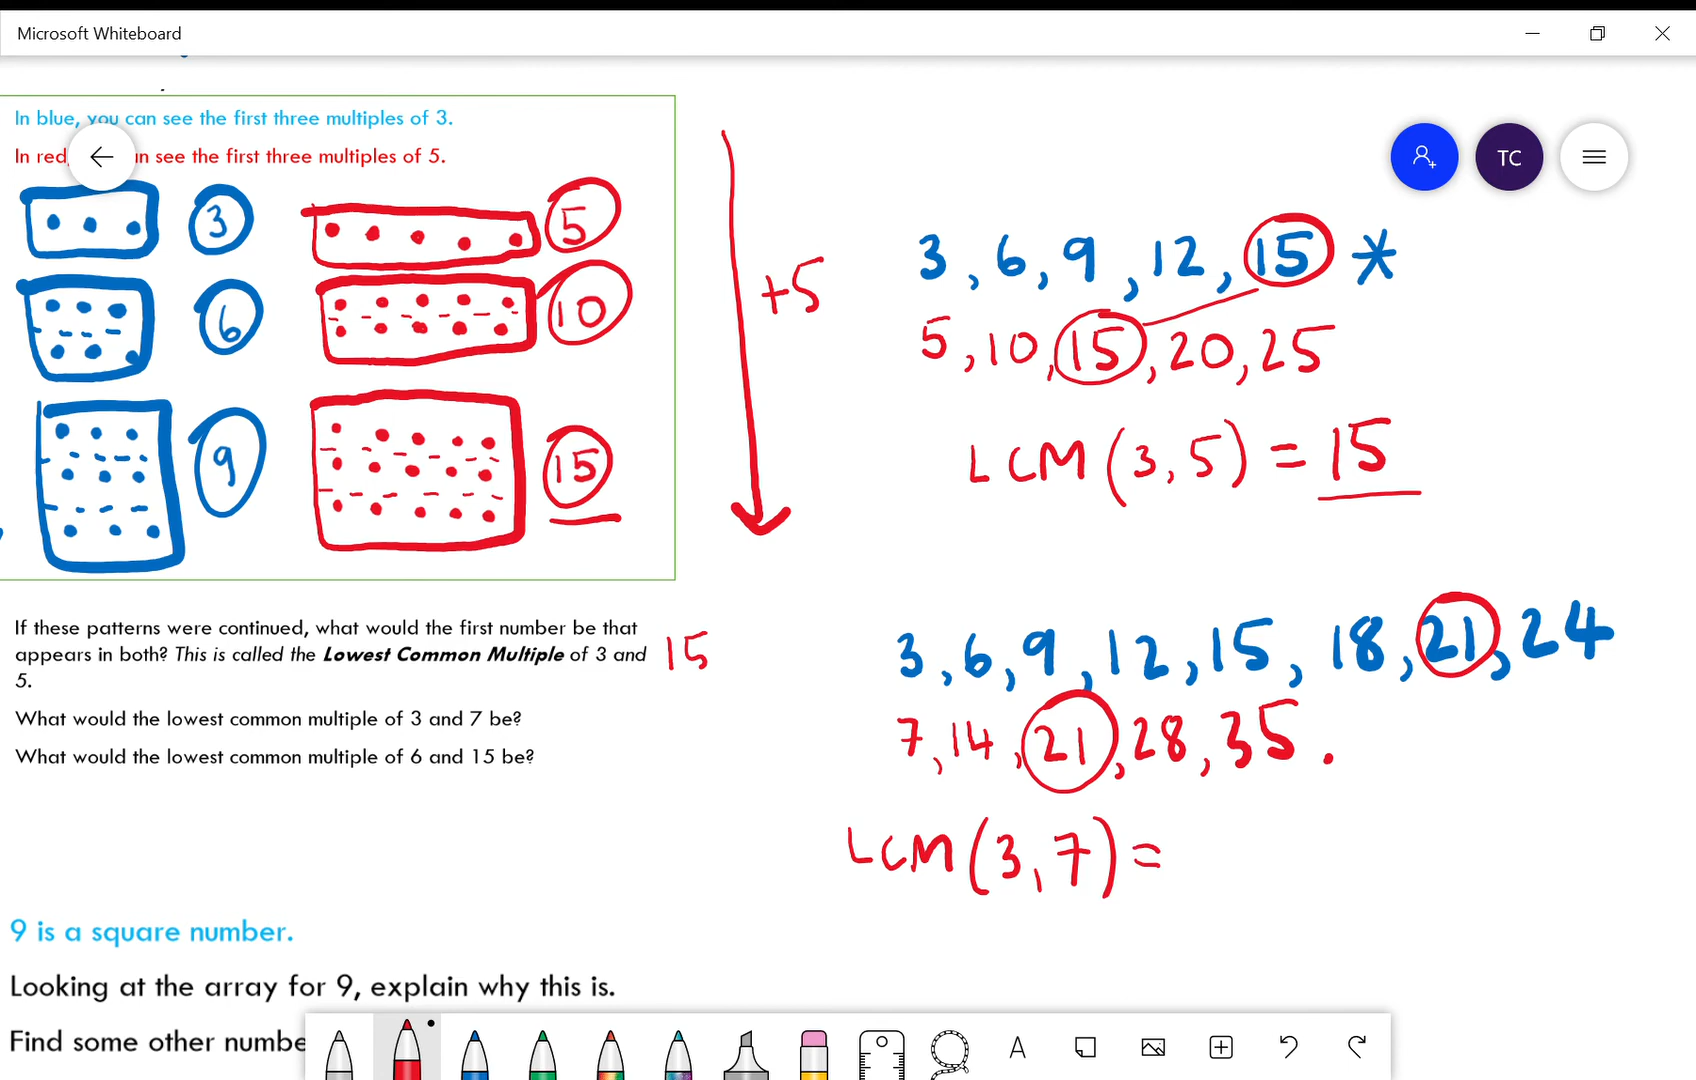 Microsoft Whiteboard
In blue, you can see the first three multiples of 3.
In red, an see the first three multiples of 5.
TC
3
5
6
10
9
15
+5
3, 6, 9, 12, 15 *
5, 10, 15, 20, 25
LCM (3, 5) = 15
If these patterns were continued, what would the first number be that
appears in both? This is called the Lowest Common Multiple of 3 and
5.
15
What would the lowest common multiple of 3 and 7 be?
What would the lowest common multiple of 6 and 15 be?
3, 6, 9, 12, 15, 18, 21, 24
7, 14, 21, 28, 35.
LCM (3, 7) =
9 is a square number.
Looking at the array for 9, explain why this is.
Find some other numbe
A